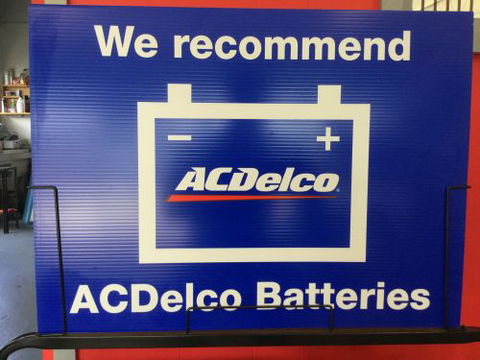 We recommend
− +
ACDelco®
ACDelco Batteries